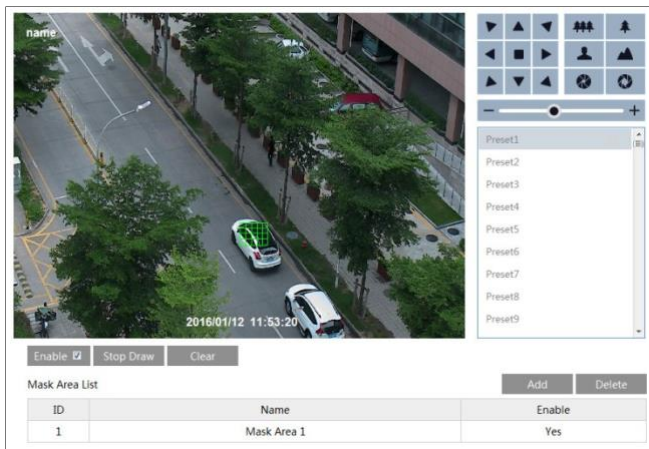 name
2016/01/12 11:53:20
Preset1
Preset2
Preset3
Preset4
Preset5
Preset6
Preset7
Preset8
Preset9
Enable Stop Draw Clear
Mask Area List Add Delete
ID Name Enable
1 Mask Area 1 Yes